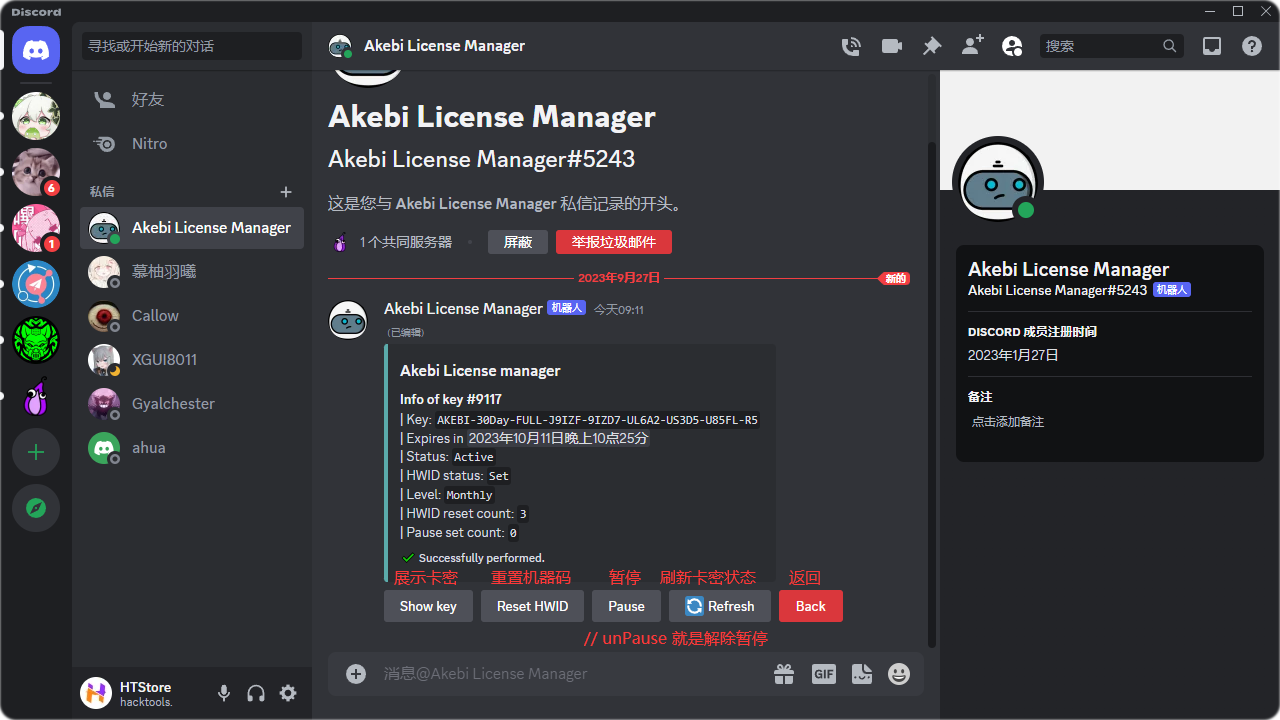 Discord
寻找或开始新的对话
Akebi License Manager
搜索
好友
Nitro
私信
Akebi License Manager
慕柚羽曦
Callow
XGUI8011
Gyalchester
ahua
6
1
HTStore
hacktools.
Akebi License Manager
Akebi License Manager#5243
这是您与 Akebi License Manager 私信记录的开头。
1个共同服务器
屏蔽
举报垃圾邮件
2023年9月27日
新的
Akebi License Manager 机器人 今天09:11
(已编辑)
Akebi License manager
Info of key #9117
| Key: AKEBI-30Day-FULL-J9IZF-9IZD7-UL6A2-US3D5-U85FL-R5
| Expires in 2023年10月11日晚上10点25分
| Status: Active
| HWID status: Set
| Level: Monthly
| HWID reset count: 3
| Pause set count: 0
Successfully performed.
展示卡密 重置机器码 暂停 刷新卡密状态 返回
Show key Reset HWID Pause Refresh Back
// unPause 就是解除暂停
消息@Akebi License Manager
GIF
Akebi License Manager
Akebi License Manager#5243 机器人
DISCORD 成员注册时间
2023年1月27日
备注
点击添加备注